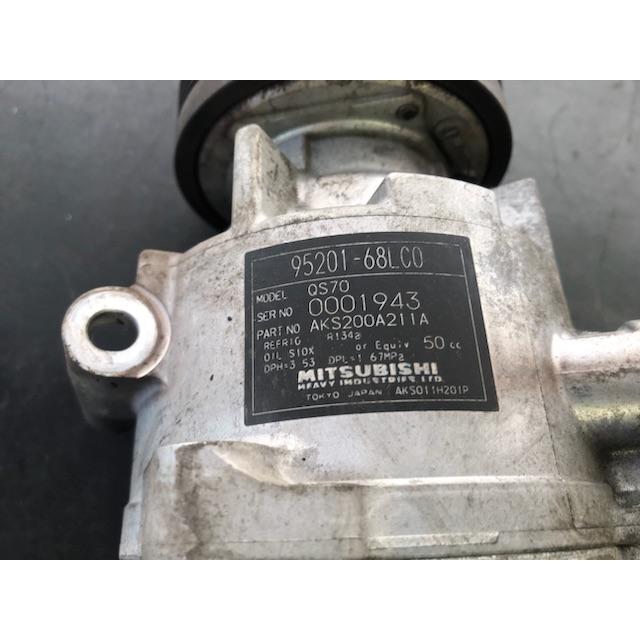 95201-68LC0
MODEL QS70
SER NO 0001943
PART NO AKS200A211A
REFRIG R134a
OIL S10X or Equiv 50 cc
DPH=3.53 DPL=1.67MPa
MITSUBISHI
HEAVY INDUSTRIES, LTD.
TOKYO JAPAN AKS011H201P